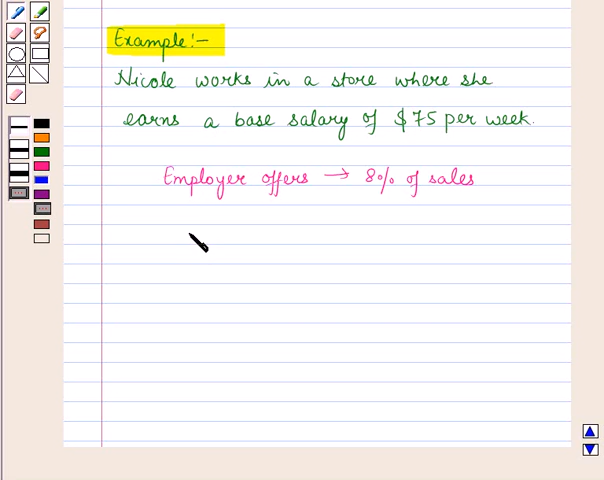 Example:-
Nicole works in a store where she
earns a base salary of $75 per week.
Employer offers → 8% of sales